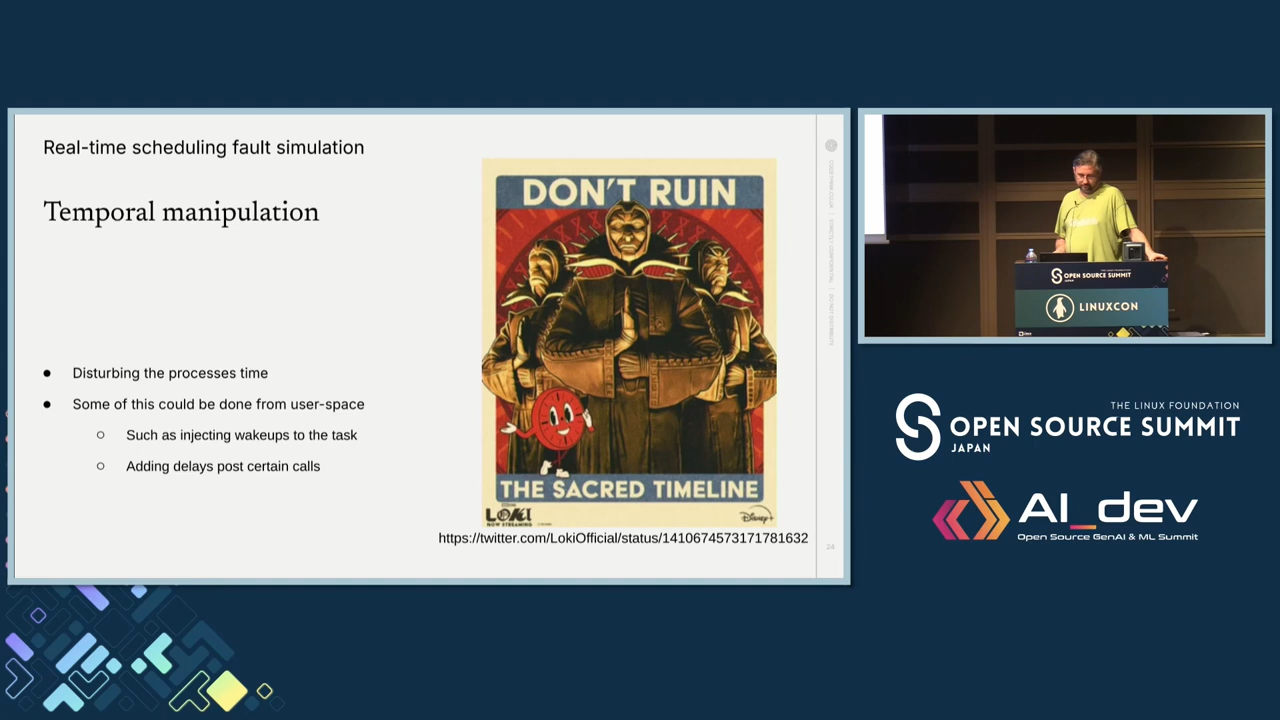 Real-time scheduling fault simulation
Temporal manipulation
Disturbing the processes time
Some of this could be done from user-space
Such as injecting wakeups to the task
Adding delays post certain calls
DON'T RUIN
THE SACRED TIMELINE
LOKI
NOW STREAMING
Disney+
https://twitter.com/LokiOfficial/status/1410674573171781632
24
OPEN SOURCE SUMMIT
JAPAN
LINUXCON
THE LINUX FOUNDATION
OPEN SOURCE SUMMIT
JAPAN
AI_dev
Open Source GenAI & ML Summit